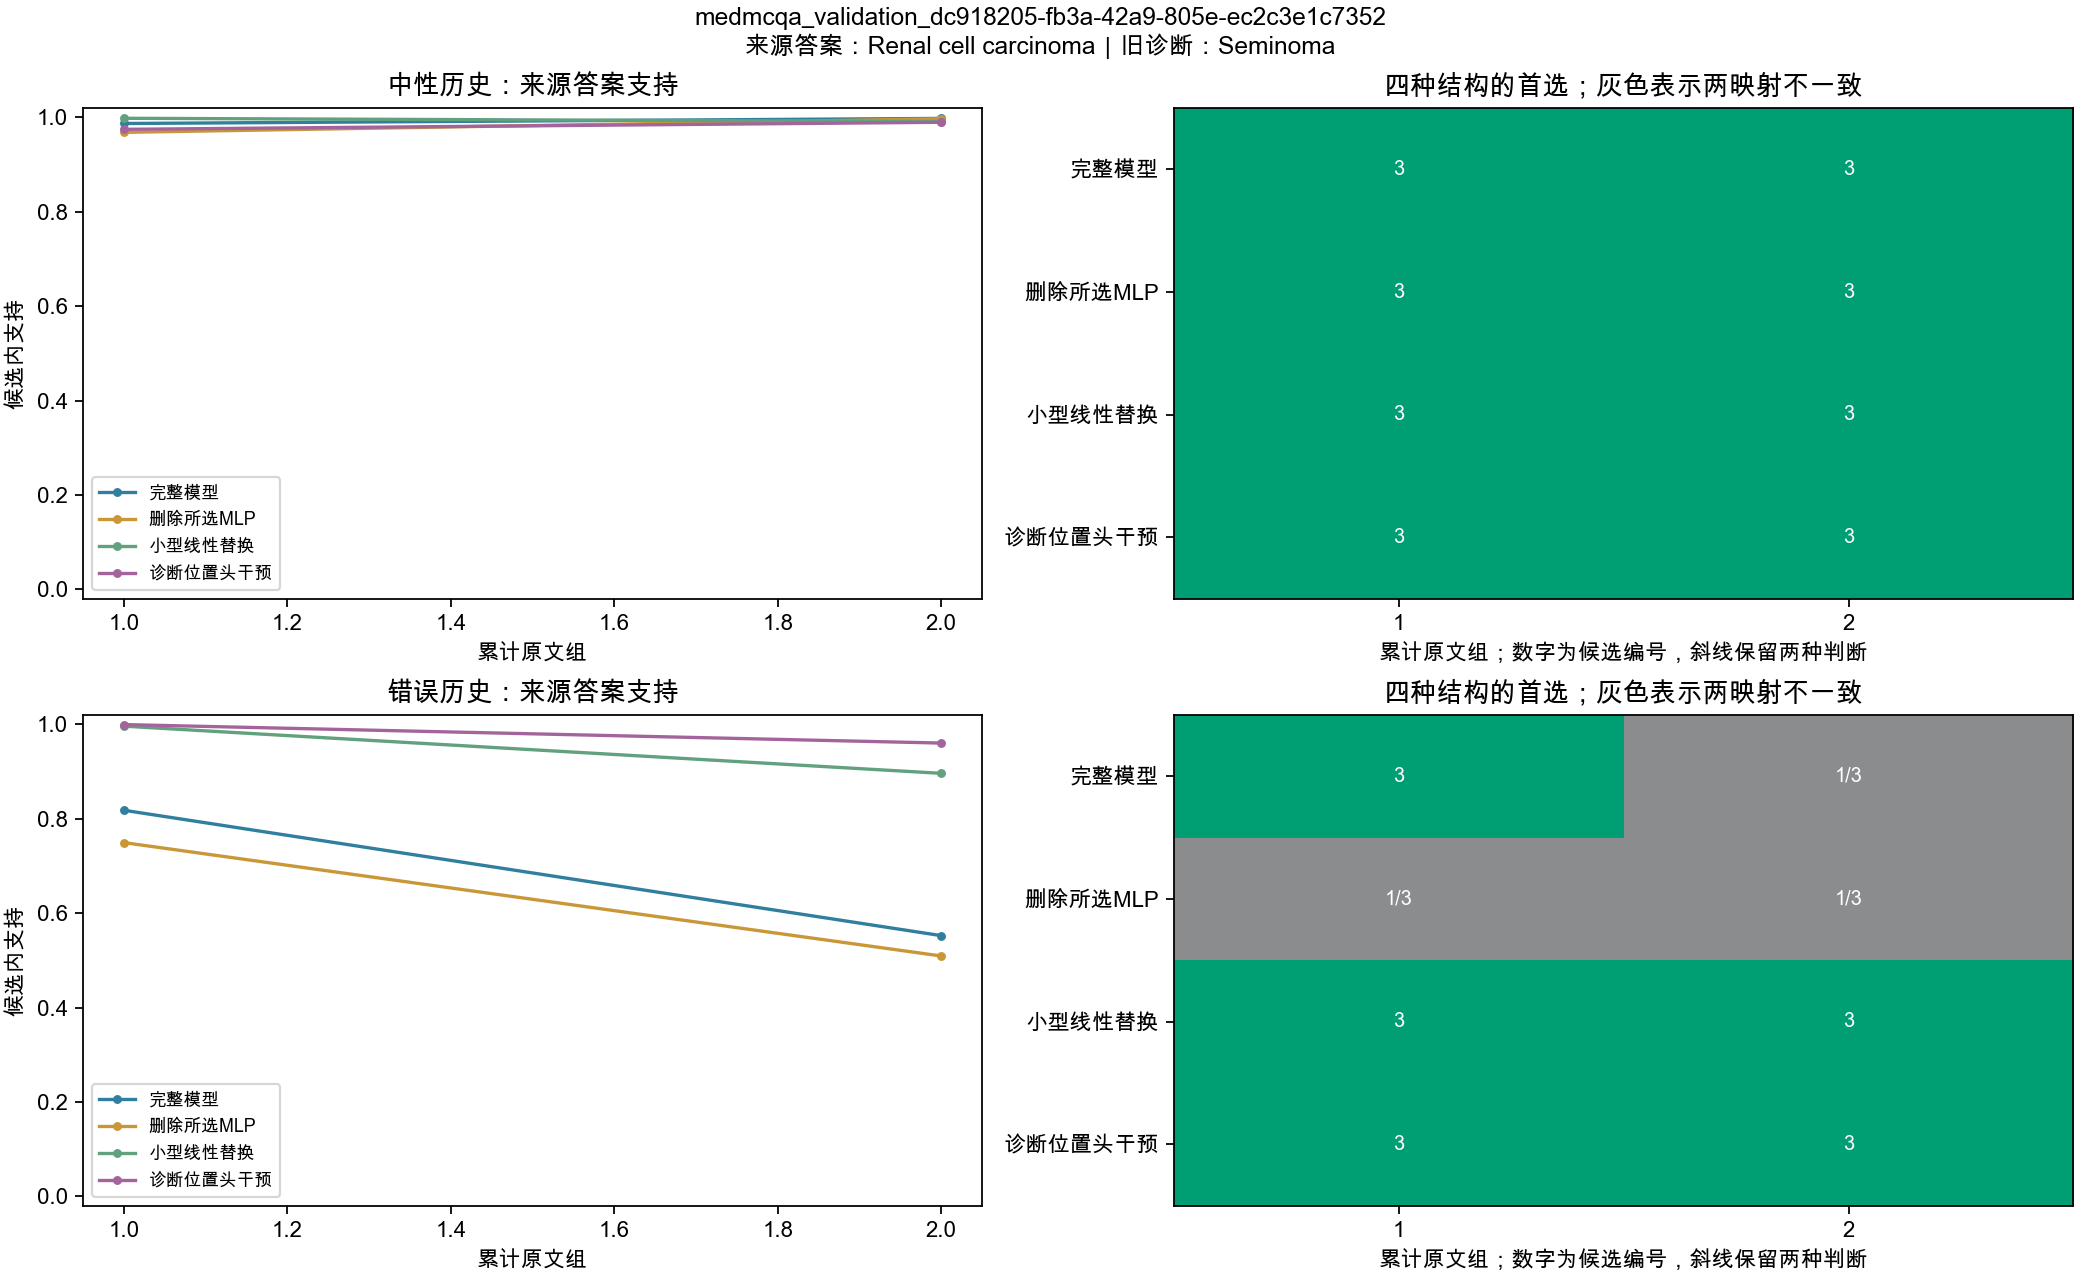 medmcqa_validation_dc918205-fb3a-42a9-805e-ec2c3e1c7352
来源答案：Renal cell carcinoma | 旧诊断：Seminoma
中性历史：来源答案支持
候选内支持
1.0
0.8
0.6
0.4
0.2
0.0
完整模型
删除所选MLP
小型线性替换
诊断位置头干预
1.0 1.2 1.4 1.6 1.8 2.0
累计原文组
四种结构的首选；灰色表示两映射不一致
完整模型 3 3
删除所选MLP 3 3
小型线性替换 3 3
诊断位置头干预 3 3
1 2
累计原文组；数字为候选编号，斜线保留两种判断
错误历史：来源答案支持
候选内支持
1.0
0.8
0.6
0.4
0.2
0.0
完整模型
删除所选MLP
小型线性替换
诊断位置头干预
1.0 1.2 1.4 1.6 1.8 2.0
累计原文组
四种结构的首选；灰色表示两映射不一致
完整模型 3 1/3
删除所选MLP 1/3 1/3
小型线性替换 3 3
诊断位置头干预 3 3
1 2
累计原文组；数字为候选编号，斜线保留两种判断